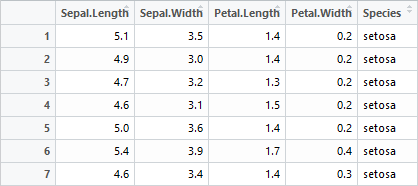 Sepal.Length Sepal.Width Petal.Length Petal.Width Species
1 5.1 3.5 1.4 0.2 setosa
2 4.9 3.0 1.4 0.2 setosa
3 4.7 3.2 1.3 0.2 setosa
4 4.6 3.1 1.5 0.2 setosa
5 5.0 3.6 1.4 0.2 setosa
6 5.4 3.9 1.7 0.4 setosa
7 4.6 3.4 1.4 0.3 setosa